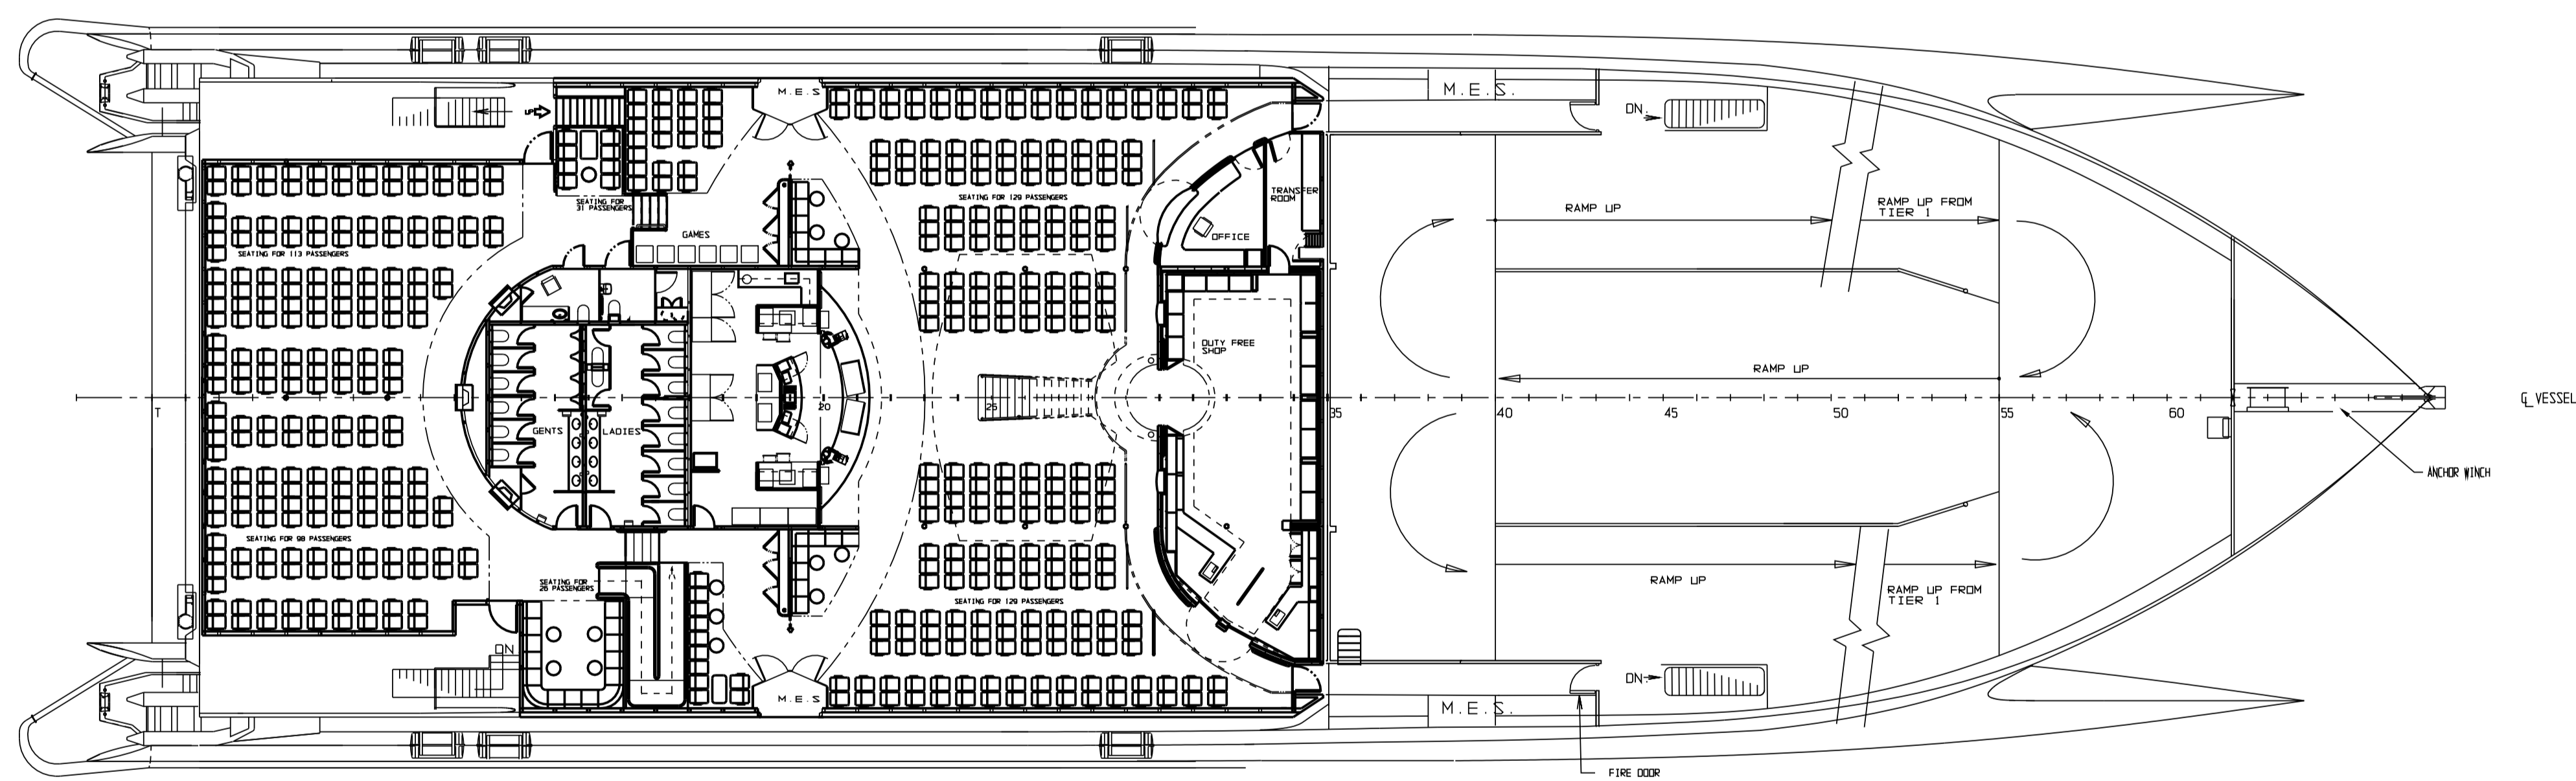 M.E.S
M.E.S.
DN.
UP
TRANSFER
ROOM
SEATING FOR 129 PASSENGERS
SEATING FOR
31 PASSENGERS
RAMP UP
RAMP UP FROM
TIER 1
GAMES
OFFICE
SEATING FOR 113 PASSENGERS
DUTY FREE
SHOP
RAMP UP
T
20
25
35
40
45
50
55
60
VESSEL
GENTS
LADIES
ANCHOR WINCH
SEATING FOR 98 PASSENGERS
SEATING FOR
26 PASSENGERS
RAMP UP
RAMP UP FROM
TIER 1
SEATING FOR 129 PASSENGERS
DN
DN.
M.E.S
M.E.S.
FIRE DOOR